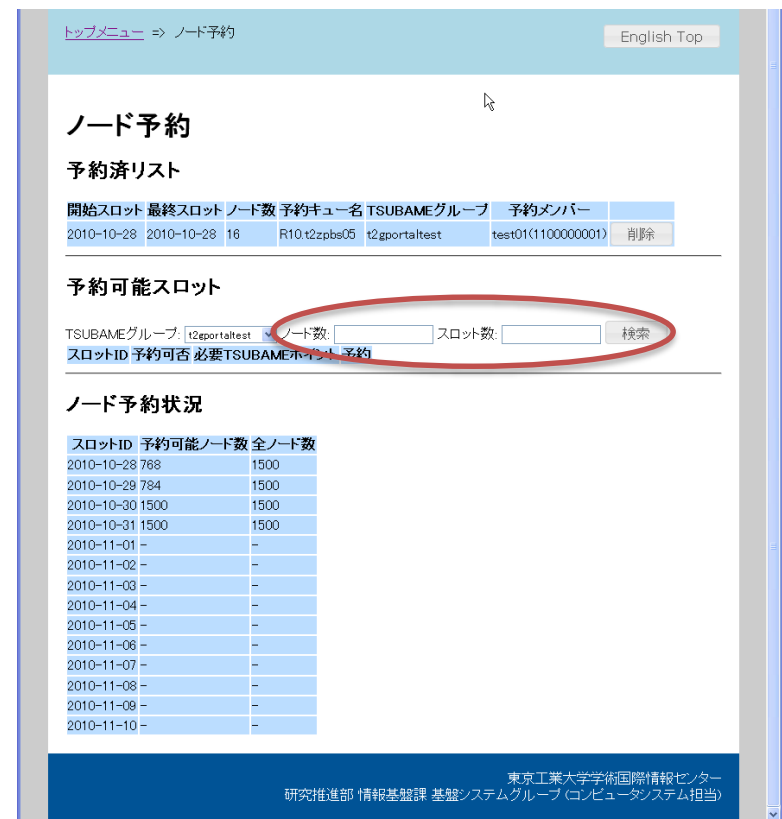 トップメニュー => ノード予約
English Top
ノード予約
予約済リスト
開始スロット 最終スロット ノード数 予約キュー名 TSUBAMEグループ 予約メンバー
2010-10-28 2010-10-28 16 R10.t2zpbs05 t2gportaltest test01(1100000001) 削除
予約可能スロット
TSUBAMEグループ: t2gportaltest ノード数: スロット数: 検索
スロットID 予約可否 必要TSUBAMEポイント 予約
ノード予約状況
スロットID 予約可能ノード数 全ノード数
2010-10-28 768 1500
2010-10-29 784 1500
2010-10-30 1500 1500
2010-10-31 1500 1500
2010-11-01 - -
2010-11-02 - -
2010-11-03 - -
2010-11-04 - -
2010-11-05 - -
2010-11-06 - -
2010-11-07 - -
2010-11-08 - -
2010-11-09 - -
2010-11-10 - -
東京工業大学学術国際情報センター
研究推進部 情報基盤課 基盤システムグループ (コンピュータシステム担当)